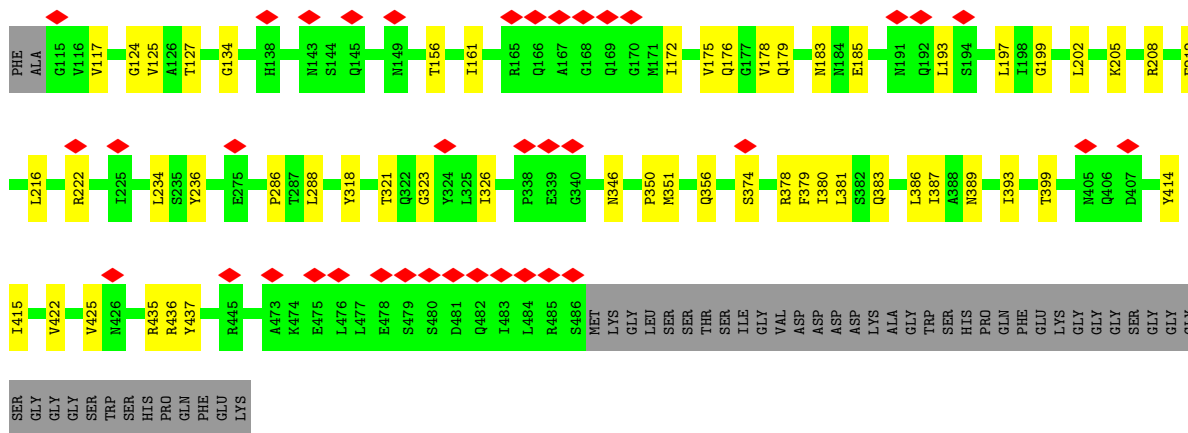 PHE ALA G115 V116 V117 G124 V125 A126 T127 G134 H138 N143 S144 Q145 N149 T156 I161 R165 Q166 A167 G168 Q169 G170 M171 I172 V175 Q176 G177 V178 Q179 N183 N184 E185 N191 Q192 L193 S194 L197 I198 G199 L202 K205 R208
L216 R222 I225 L234 S235 Y236 E275 P286 T287 L288 Y318 T321 Q322 G323 Y324 L325 I326 P338 E339 G340 N346 P350 M351 Q356 S374 R378 F379 I380 L381 S382 Q383 L386 I387 A388 N389 I393 T399 N405 Q406 D407 Y414
I415 V422 V425 N426 R435 R436 Y437 R445 A473 K474 E475 L476 L477 E478 S479 S480 D481 Q482 I483 L484 R485 S486 MET LYS GLY LEU SER SER THR SER ILE GLY VAL ASP ASP ASP ASP LYS ALA GLY TRP SER HIS PRO GLN PHE GLU LYS GLY GLY GLY SER GLY GLY GLY
SER GLY GLY GLY SER TRP SER HIS PRO GLN PHE GLU LYS